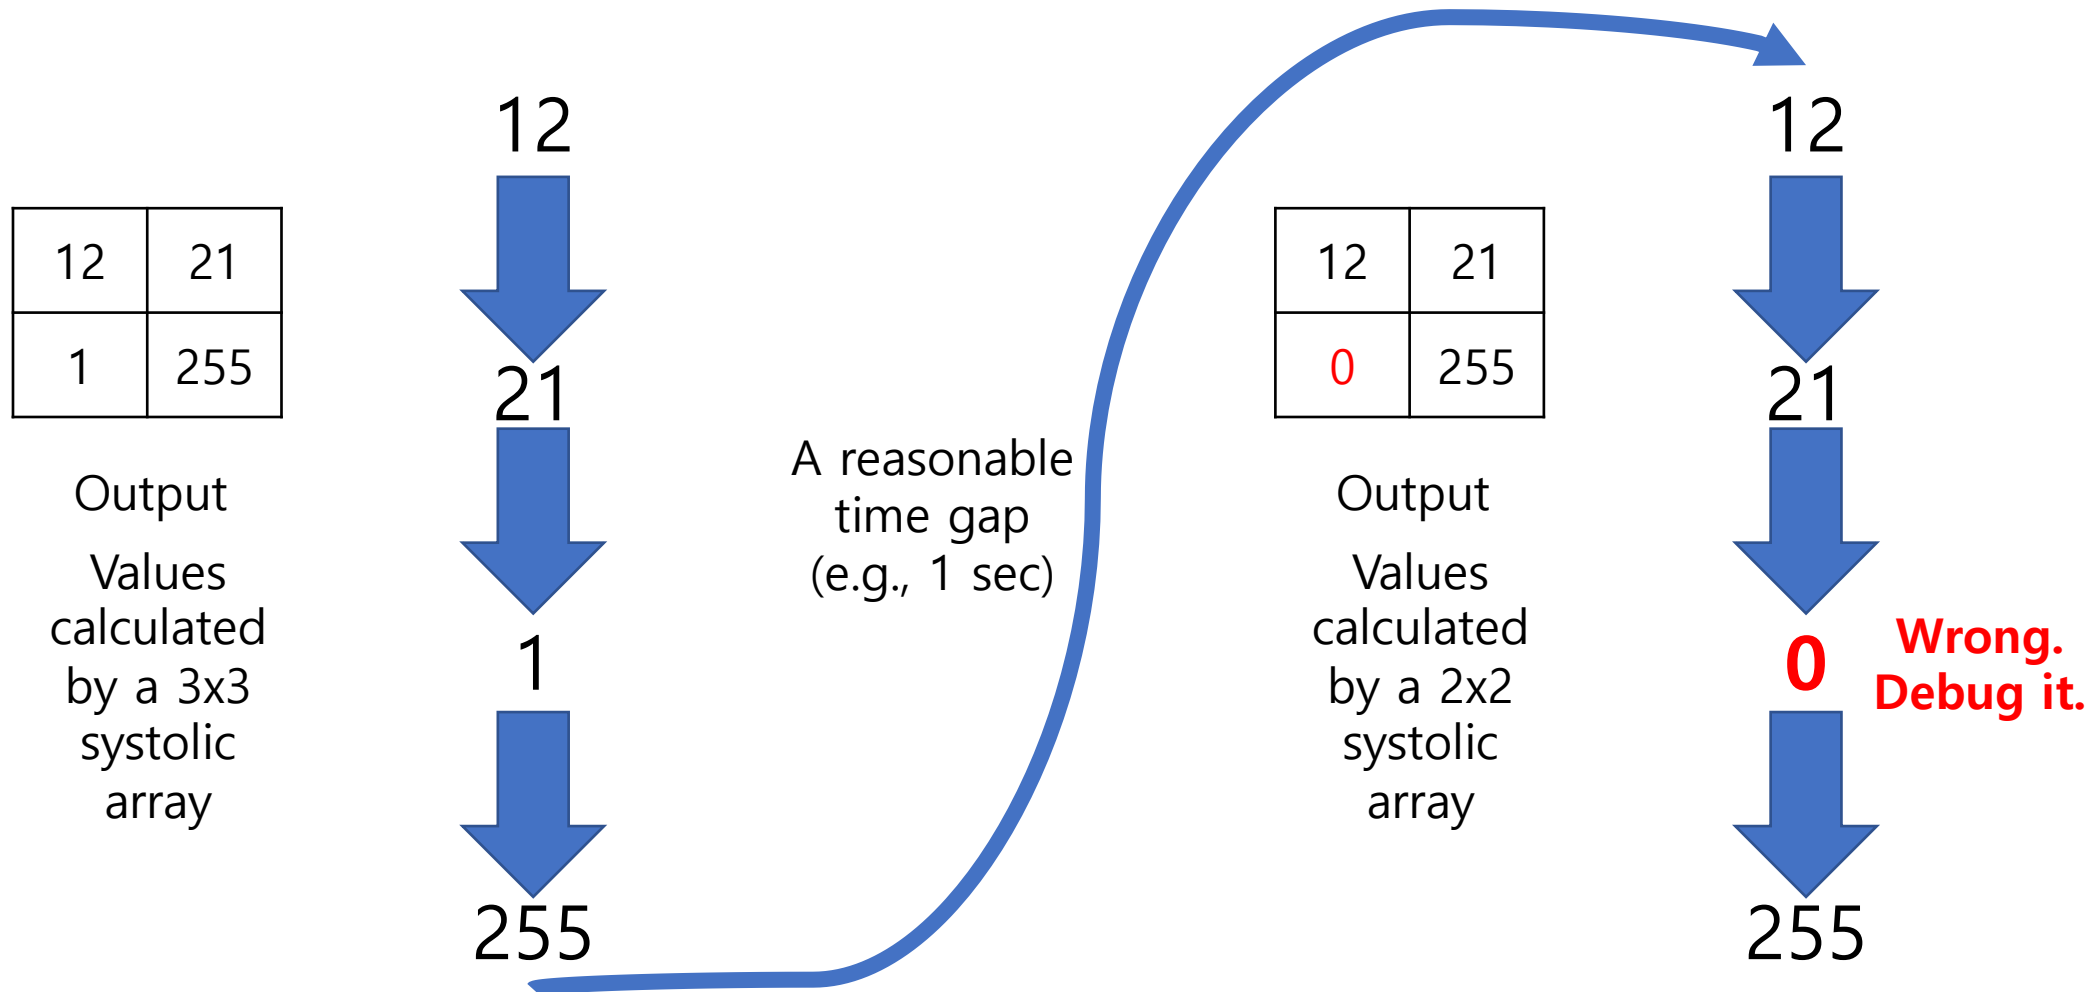 12 21
1 255
Output
Values
calculated
by a 3x3
systolic
array
12
21
1
255
A reasonable
time gap
(e.g., 1 sec)
12 21
0 255
Output
Values
calculated
by a 2x2
systolic
array
12
21
0
255
Wrong.
Debug it.